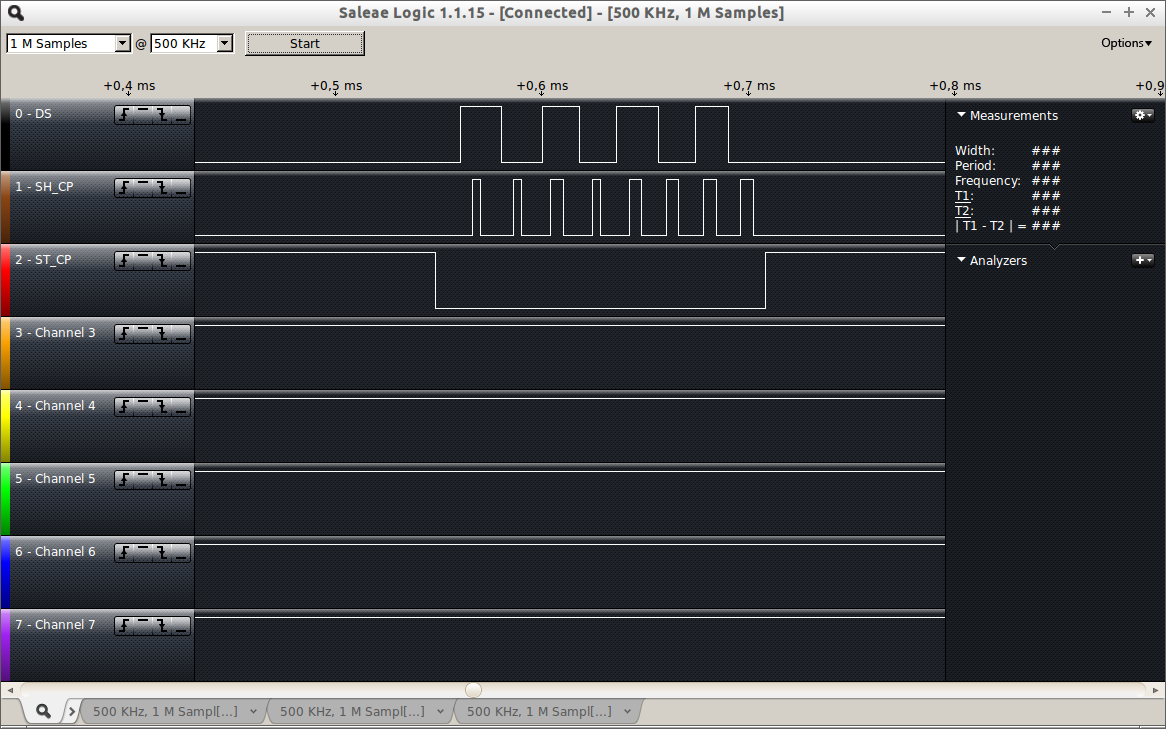 Saleae Logic 1.1.15 - [Connected] - [500 KHz, 1 M Samples]
1 M Samples @ 500 KHz Start Options
+0,4 ms +0,5 ms +0,6 ms +0,7 ms +0,8 ms +0,9
0 - DS
1 - SH_CP
2 - ST_CP
3 - Channel 3
4 - Channel 4
5 - Channel 5
6 - Channel 6
7 - Channel 7
Measurements
Width: ###
Period: ###
Frequency: ###
T1: ###
T2: ###
| T1 - T2 | = ###
Analyzers
500 KHz, 1 M Sampl[...] 500 KHz, 1 M Sampl[...] 500 KHz, 1 M Sampl[...]